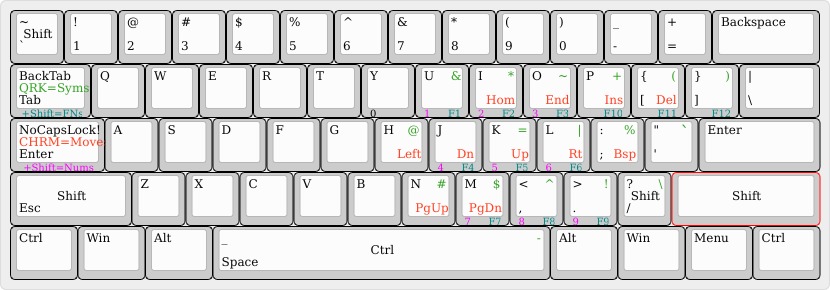 ~ ! @ # $ % ^ & * ( ) _ + Backspace
Shift
` 1 2 3 4 5 6 7 8 9 0 - =
BackTab Q W E R T Y U & I * O ~ P + { ( } ) |
QRK=Syms
Tab Hom End Ins [ Del ] \
+Shift=FNs 0 1 F1 2 F2 3 F3 F10 F11 F12
NoCapsLock! A S D F G H @ J K = L | : % " ` Enter
CHRM=Move
Enter Left Dn Up Rt ; Bsp '
+Shift=Nums 4 F4 5 F5 6 F6
Z X C V B N # M $ < ^ > ! ? \
Shift Shift Shift
Esc PgUp PgDn , . /
7 F7 8 F8 9 F9
Ctrl Win Alt _ - Alt Win Menu Ctrl
Ctrl
Space